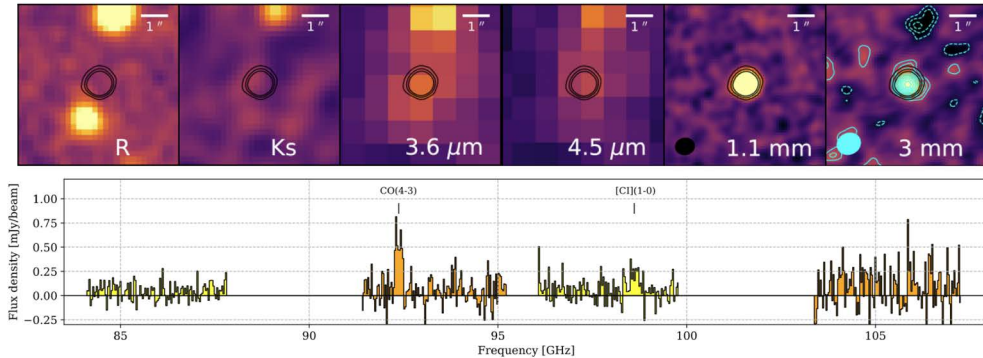 1″ 1″ 1″ 1″ 1″ 1″
R Ks 3.6 μm 4.5 μm 1.1 mm 3 mm
CO(4-3) [CI](1-0)
1.00
0.75
0.50
0.25
0.00
−0.25
Flux density [mJy/beam]
85 90 95 100 105
Frequency [GHz]